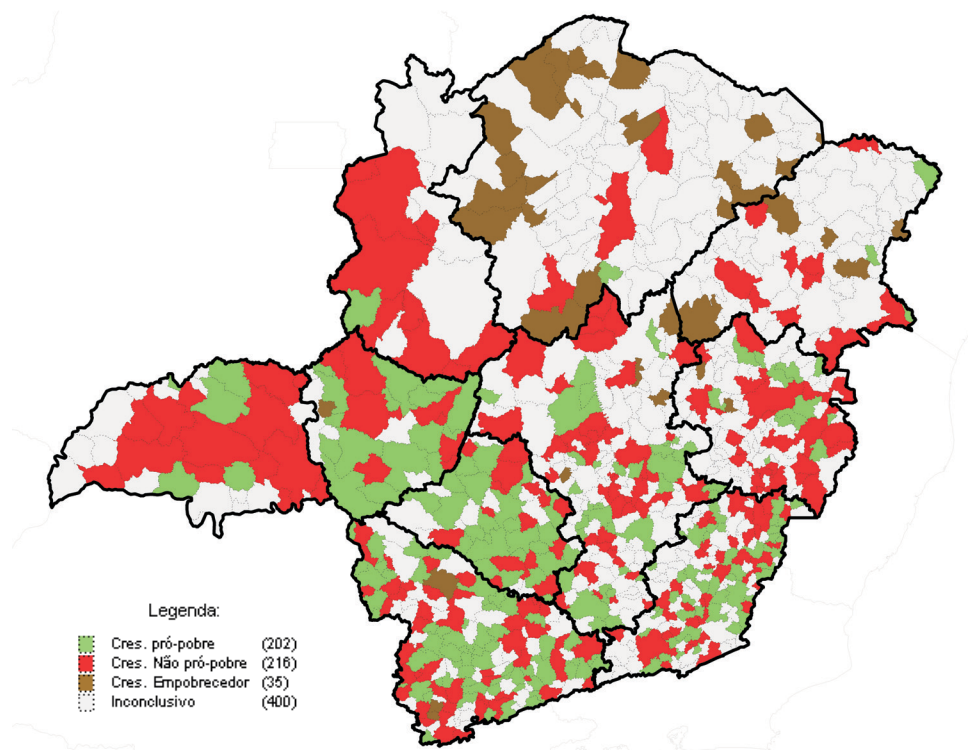 Legenda:
Cres. pró-pobre (202)
Cres. Não pró-pobre (216)
Cres. Empobrecedor (35)
Inconclusivo (400)